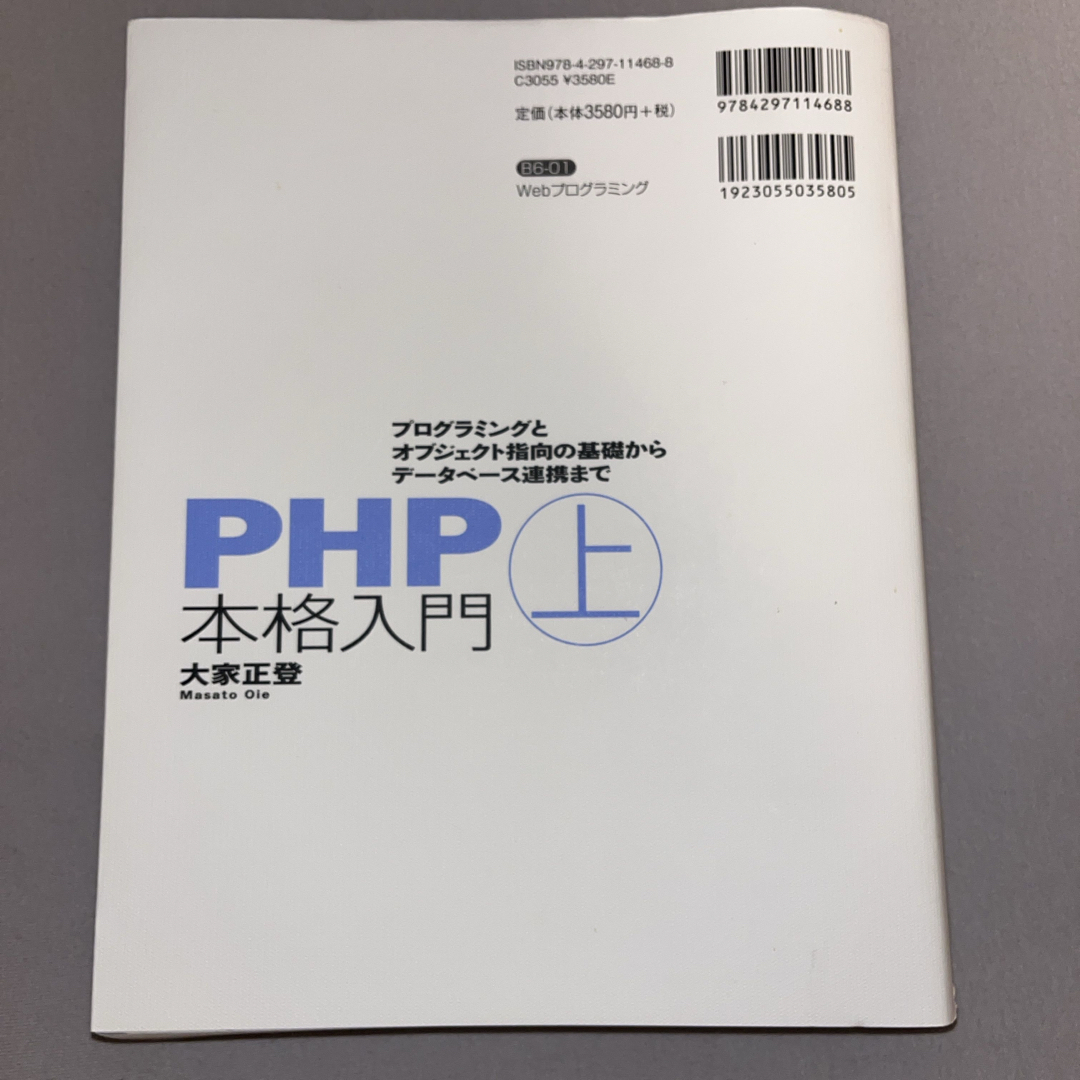 ISBN978-4-297-11468-8
C3055 ¥3580E
定価(本体3580円+税)
9784297114688
B6-01
Webプログラミング
1923055035805
プログラミングと
オブジェクト指向の基礎から
データベース連携まで
PHP 上
本格入門
大家正登
Masato Oie